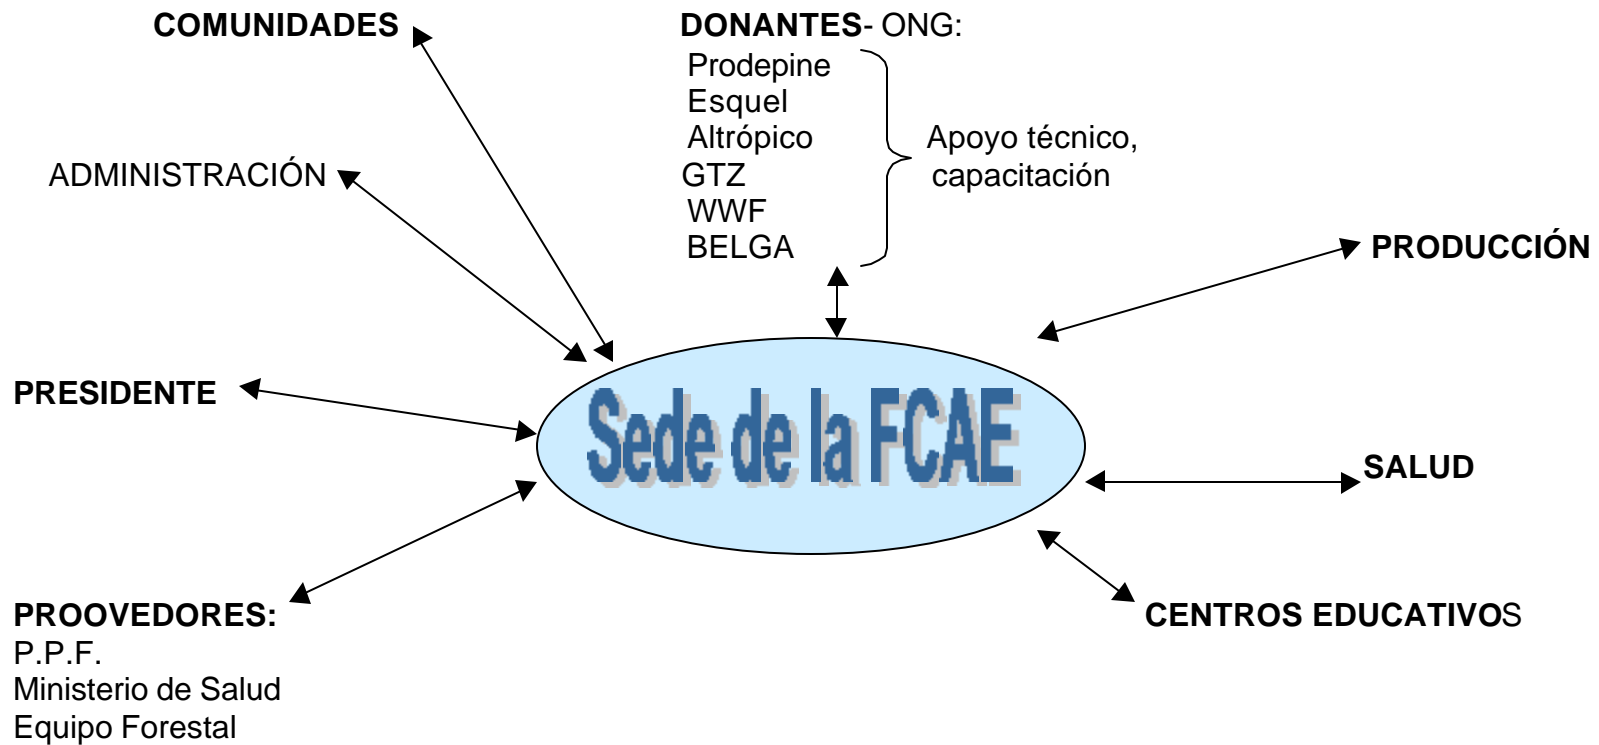 COMUNIDADES
DONANTES- ONG:
Prodepine
Esquel
Altrópico
GTZ
WWF
BELGA
Apoyo técnico,
capacitación
ADMINISTRACIÓN
PRODUCCIÓN
PRESIDENTE
Sede de la FCAE
SALUD
PROOVEDORES:
P.P.F.
Ministerio de Salud
Equipo Forestal
CENTROS EDUCATIVOS